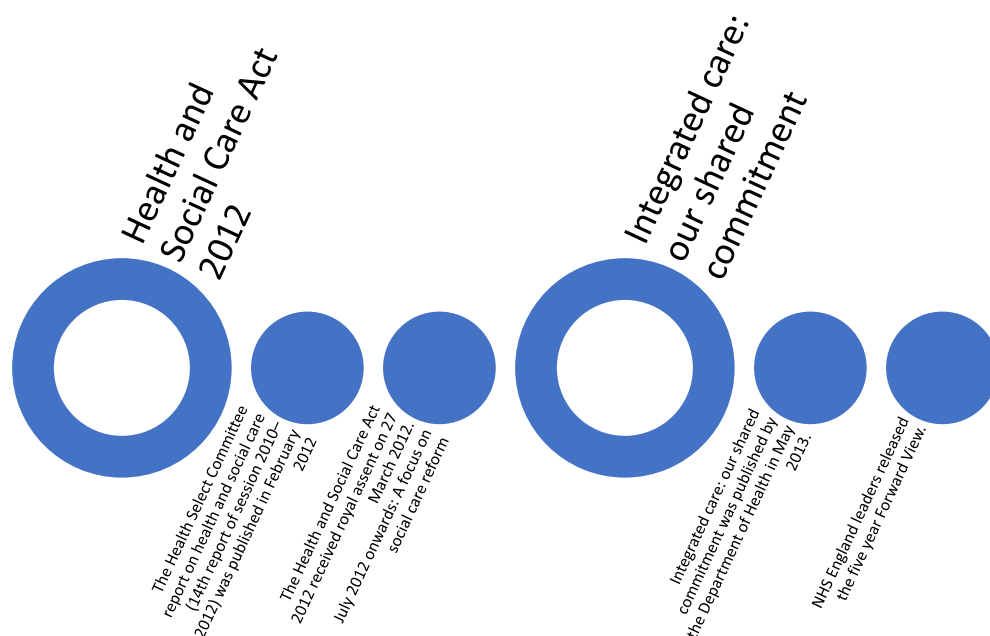 Health and
Social Care Act
2012
The Health Select Committee
report on health and social care
(14th report of session 2010–
2012) was published in February
2012
The Health and Social Care Act
2012 received royal assent on 27
March 2012.
July 2012 onwards: A focus on
social care reform
Integrated care:
our shared
commitment
Integrated care: our shared
commitment was published by
the Department of Health in May
2013.
NHS England leaders released
the five year Forward View.